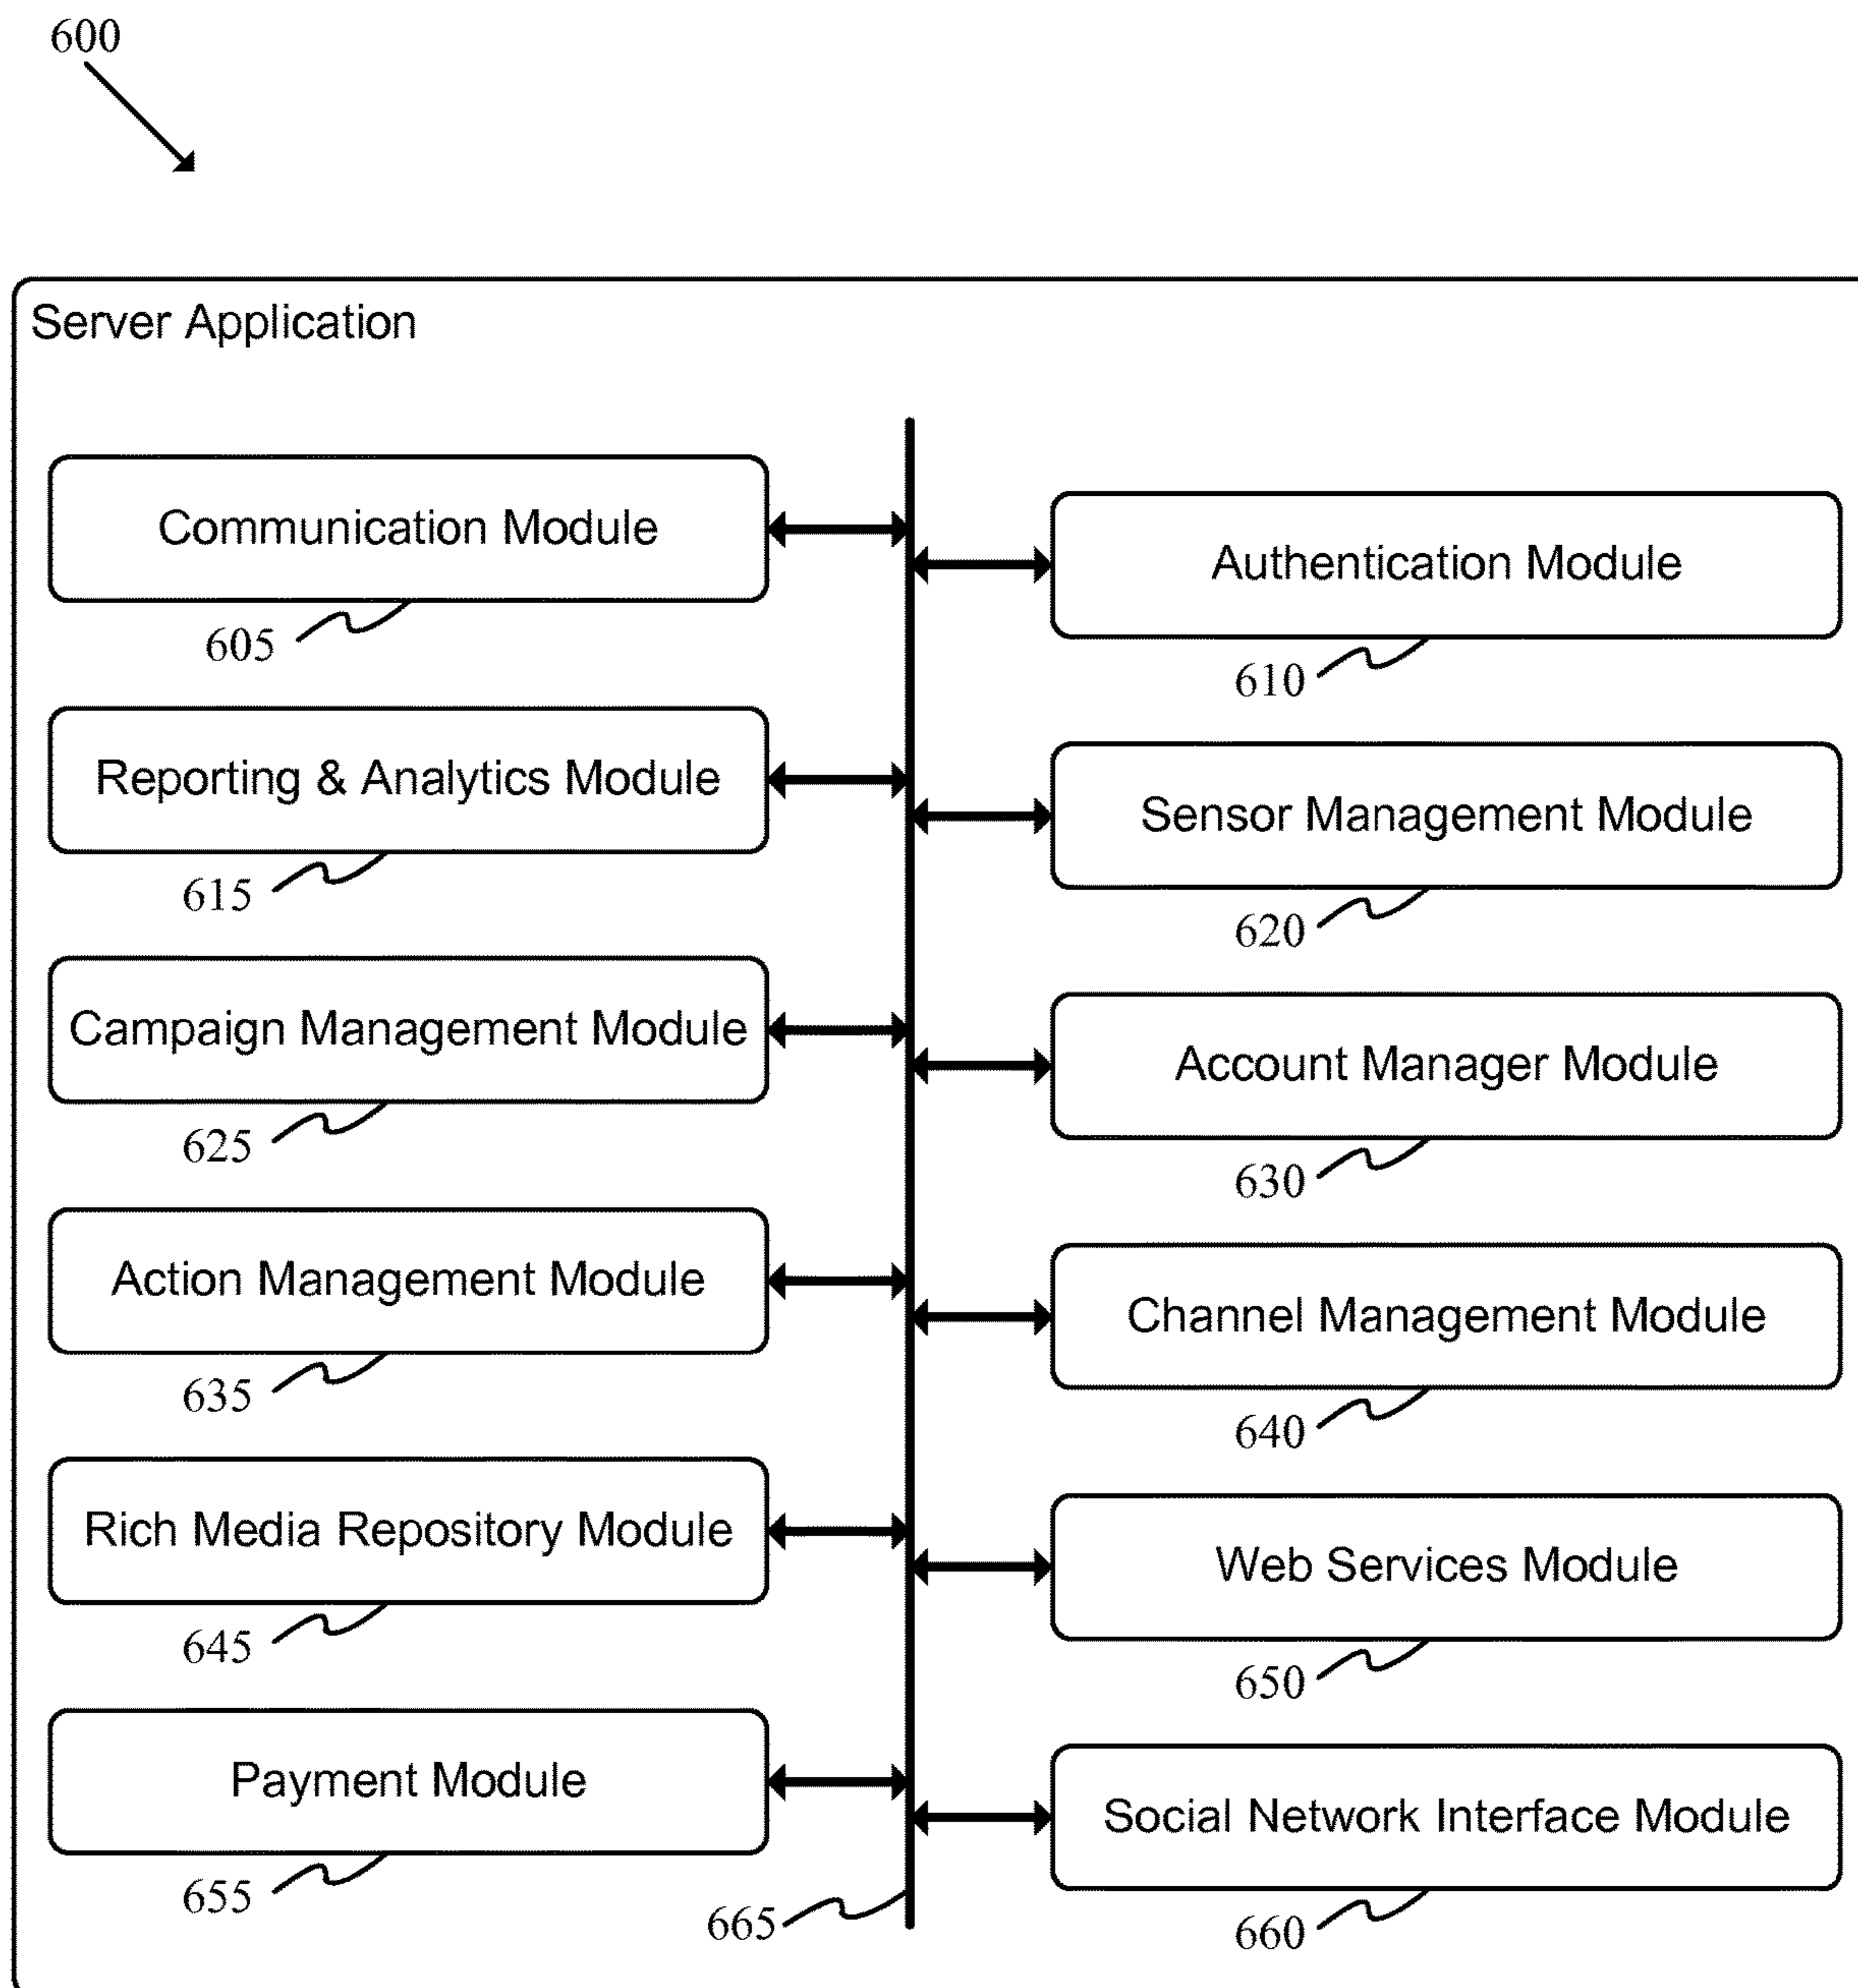 600
Server Application
Communication Module
605
Authentication Module
610
Reporting & Analytics Module
615
Sensor Management Module
620
Campaign Management Module
625
Account Manager Module
630
Action Management Module
635
Channel Management Module
640
Rich Media Repository Module
645
Web Services Module
650
Payment Module
655
Social Network Interface Module
660
665